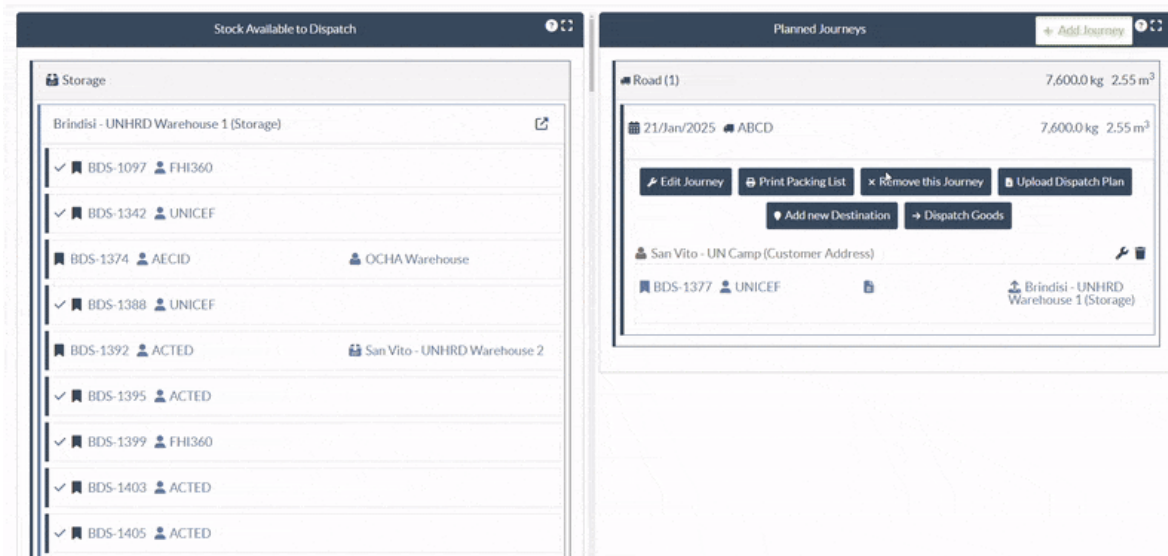 Stock Available to Dispatch
Storage
Brindisi - UNHRD Warehouse 1 (Storage)
BDS-1097 FHI360
BDS-1342 UNICEF
BDS-1374 AECID OCHA Warehouse
BDS-1388 UNICEF
BDS-1392 ACTED San Vito - UNHRD Warehouse 2
BDS-1395 ACTED
BDS-1399 FHI360
BDS-1403 ACTED
BDS-1405 ACTED
Planned Journeys
+ Add Journey
Road (1) 7,600.0 kg 2.55 m³
21/Jan/2025 ABCD 7,600.0 kg 2.55 m³
Edit Journey Print Packing List × Remove this Journey Upload Dispatch Plan
Add new Destination → Dispatch Goods
San Vito - UN Camp (Customer Address)
BDS-1377 UNICEF Brindisi - UNHRD
Warehouse 1 (Storage)